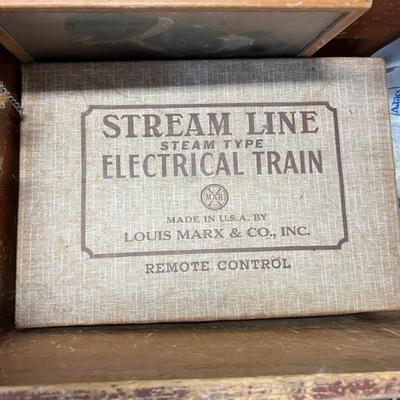 STREAM LINE
STEAM TYPE
ELECTRICAL TRAIN
MAR
MADE IN U.S.A. BY
LOUIS MARX & CO., INC.
REMOTE CONTROL